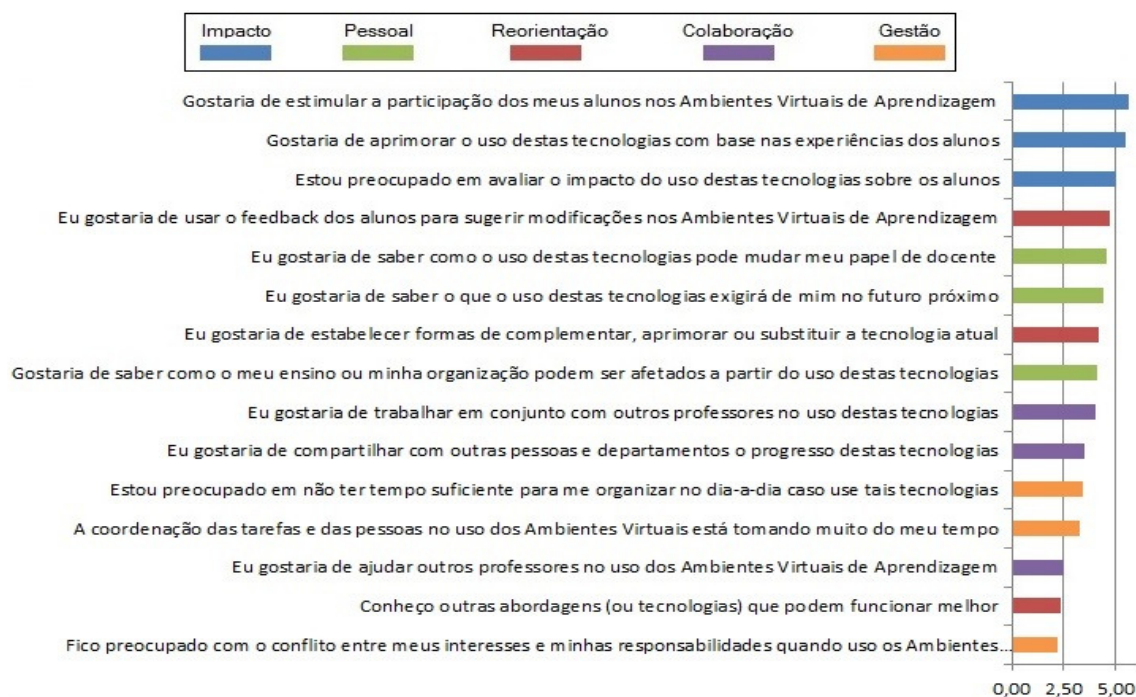 Impacto Pessoal Reorientação Colaboração Gestão
Gostaria de estimular a participação dos meus alunos nos Ambientes Virtuais de Aprendizagem
Gostaria de aprimorar o uso destas tecnologias com base nas experiências dos alunos
Estou preocupado em avaliar o impacto do uso destas tecnologias sobre os alunos
Eu gostaria de usar o feedback dos alunos para sugerir modificações nos Ambientes Virtuais de Aprendizagem
Eu gostaria de saber como o uso destas tecnologias pode mudar meu papel de docente
Eu gostaria de saber o que o uso destas tecnologias exigirá de mim no futuro próximo
Eu gostaria de estabelecer formas de complementar, aprimorar ou substituir a tecnologia atual
Gostaria de saber como o meu ensino ou minha organização podem ser afetados a partir do uso destas tecnologias
Eu gostaria de trabalhar em conjunto com outros professores no uso destas tecnologias
Eu gostaria de compartilhar com outras pessoas e departamentos o progresso destas tecnologias
Estou preocupado em não ter tempo suficiente para me organizar no dia-a-dia caso use tais tecnologias
A coordenação das tarefas e das pessoas no uso dos Ambientes Virtuais está tomando muito do meu tempo
Eu gostaria de ajudar outros professores no uso dos Ambientes Virtuais de Aprendizagem
Conheço outras abordagens (ou tecnologias) que podem funcionar melhor
Fico preocupado com o conflito entre meus interesses e minhas responsabilidades quando uso os Ambientes...
0,00 2,50 5,00